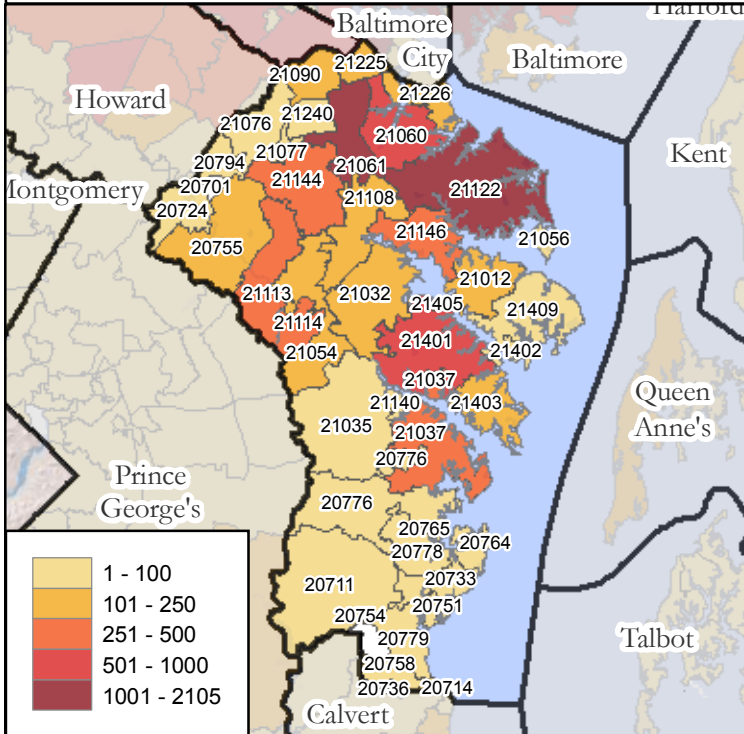 Harford
Baltimore
City
Baltimore
21225
21090
21226
Howard
21240
21076
21060
21077
20794
21061
Kent
21144
20701
Montgomery
21122
21108
20724
21146
21056
20755
21012
21113
21032
21405
21409
21114
21401
21054
21402
21037
Queen
Anne's
21140
21403
21035
21037
20776
Prince
George's
20776
20765
20764
20778
20733
20711
20751
20754
20779
Talbot
20758
20736
20714
Calvert
1 - 100
101 - 250
251 - 500
501 - 1000
1001 - 2105